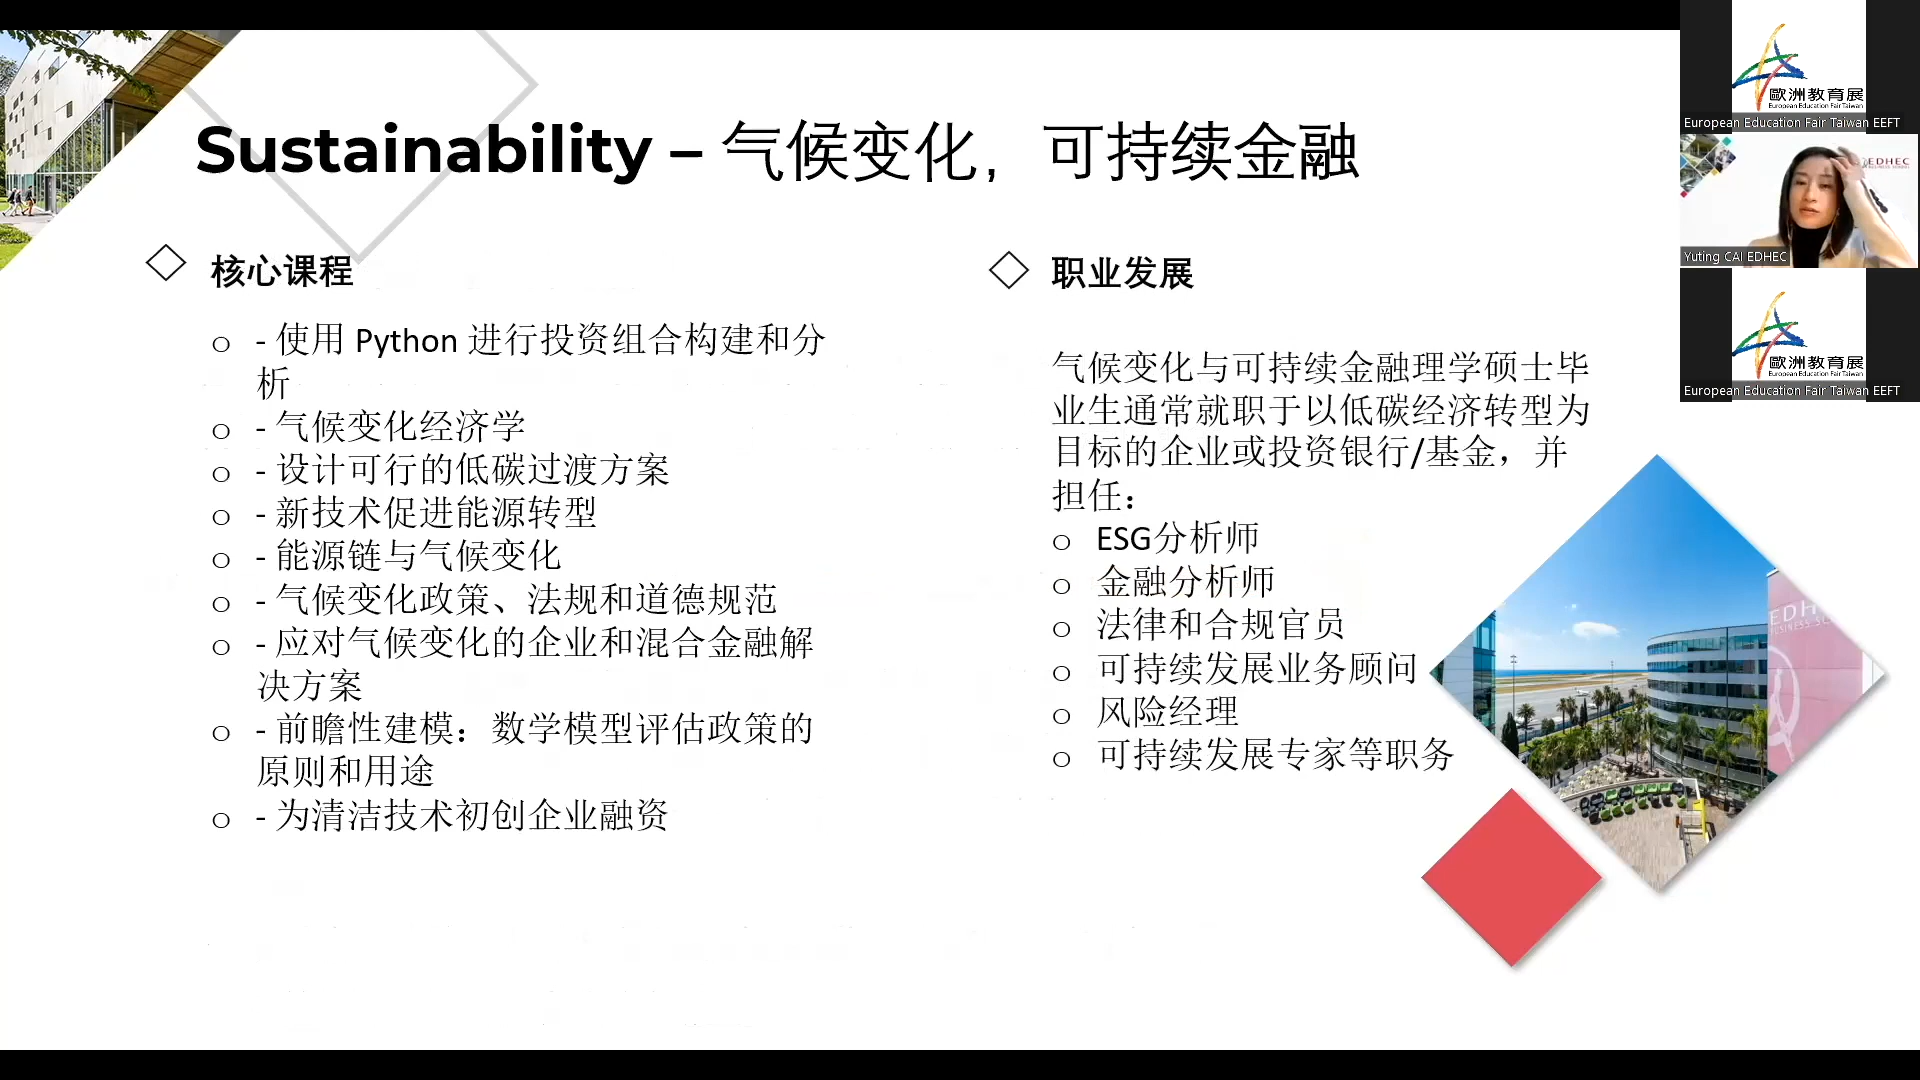 Sustainability – 气候变化，可持续金融
核心课程
- 使用 Python 进行投资组合构建和分
析
- 气候变化经济学
- 设计可行的低碳过渡方案
- 新技术促进能源转型
- 能源链与气候变化
- 气候变化政策、法规和道德规范
- 应对气候变化的企业和混合金融解
决方案
- 前瞻性建模：数学模型评估政策的
原则和用途
- 为清洁技术初创企业融资
职业发展
气候变化与可持续金融理学硕士毕
业生通常就职于以低碳经济转型为
目标的企业或投资银行/基金，并
担任：
ESG分析师
金融分析师
法律和合规官员
可持续发展业务顾问
风险经理
可持续发展专家等职务
歐洲教育展
European Education Fair Taiwan
European Education Fair Taiwan EEFT
EDHEC
Yuting CAI EDHEC
歐洲教育展
European Education Fair Taiwan
European Education Fair Taiwan EEFT